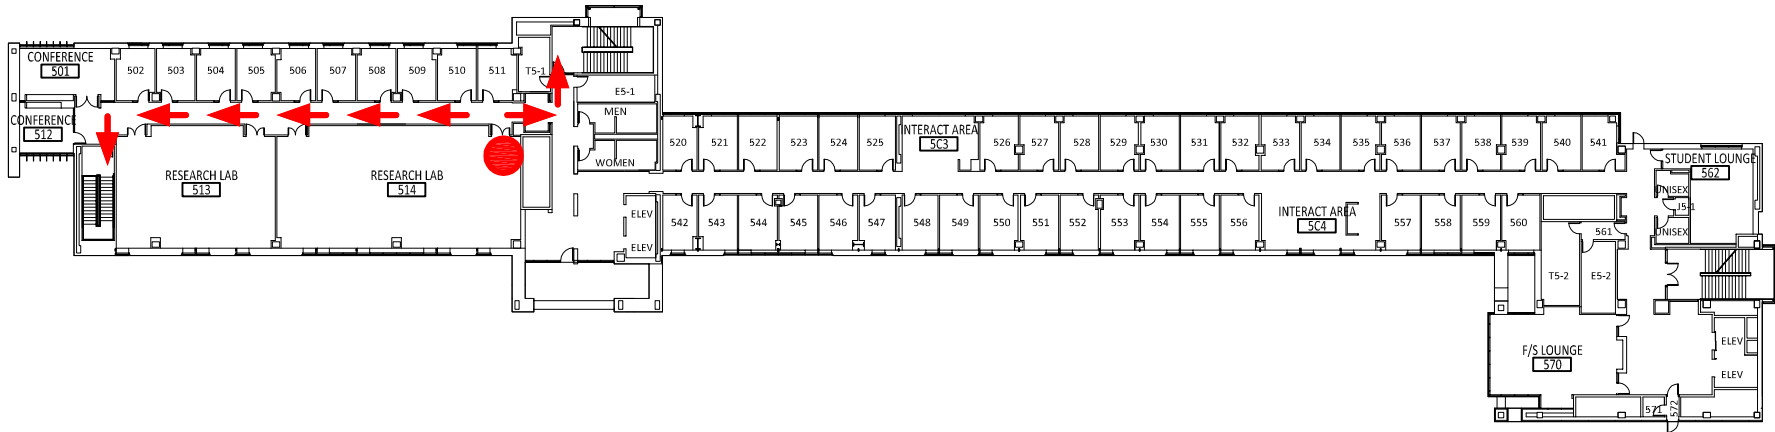 CONFERENCE
501
502
503
504
505
506
507
508
509
510
511
T5-1
E5-1
MEN
WOMEN
CONFERENCE
512
RESEARCH LAB
513
RESEARCH LAB
514
ELEV
ELEV
520
521
522
523
524
525
INTERACT AREA
5C3
526
527
528
529
530
531
532
533
534
535
536
537
538
539
540
541
542
543
544
545
546
547
548
549
550
551
552
553
554
555
556
INTERACT AREA
5C4
557
558
559
560
561
STUDENT LOUNGE
562
UNISEX
J5-1
UNISEX
T5-2
E5-2
F/S LOUNGE
570
ELEV
ELEV
571
572